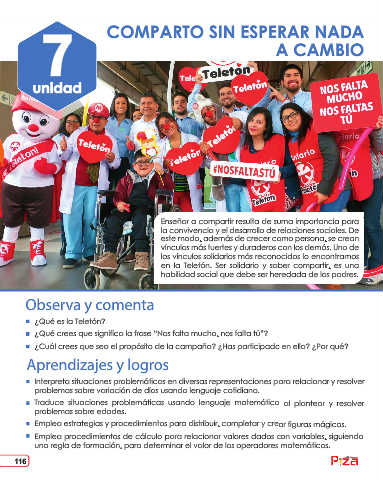 7
unidad
COMPARTO SIN ESPERAR NADA
A CAMBIO
Teletón
Teletón
NOS FALTA
MUCHO
NOS FALTAS
TÚ
Teletón
Teletón
Teletón
#NOSFALTASTÚ
Teletón
Enseñar a compartir resulta de suma importancia para
la convivencia y el desarrollo de relaciones sociales. De
este modo, además de crecer como persona, se crean
vínculos más fuertes y duraderos con los demás. Uno de
los vínculos solidarios más reconocidos lo encontramos
en la Teletón. Ser solidario y saber compartir, es una
habilidad social que debe ser heredada de los padres.
Observa y comenta
¿Qué es la Teletón?
¿Qué crees que significa la frase "Nos falta mucho, nos falta tú"?
¿Cuál crees que sea el propósito de la campaña? ¿Has participado en ella? ¿Por qué?
Aprendizajes y logros
Interpreta situaciones problemáticas en diversas representaciones para relacionar y resolver
problemas sobre variación de días usando lenguaje cotidiano.
Traduce situaciones problemáticas usando lenguaje matemático al plantear y resolver
problemas sobre edades.
Emplea estrategias y procedimientos para distribuir, completar y crear figuras mágicas.
Emplea procedimientos de cálculo para relacionar valores dados con variables, siguiendo
una regla de formación, para determinar el valor de los operadores matemáticos.
116